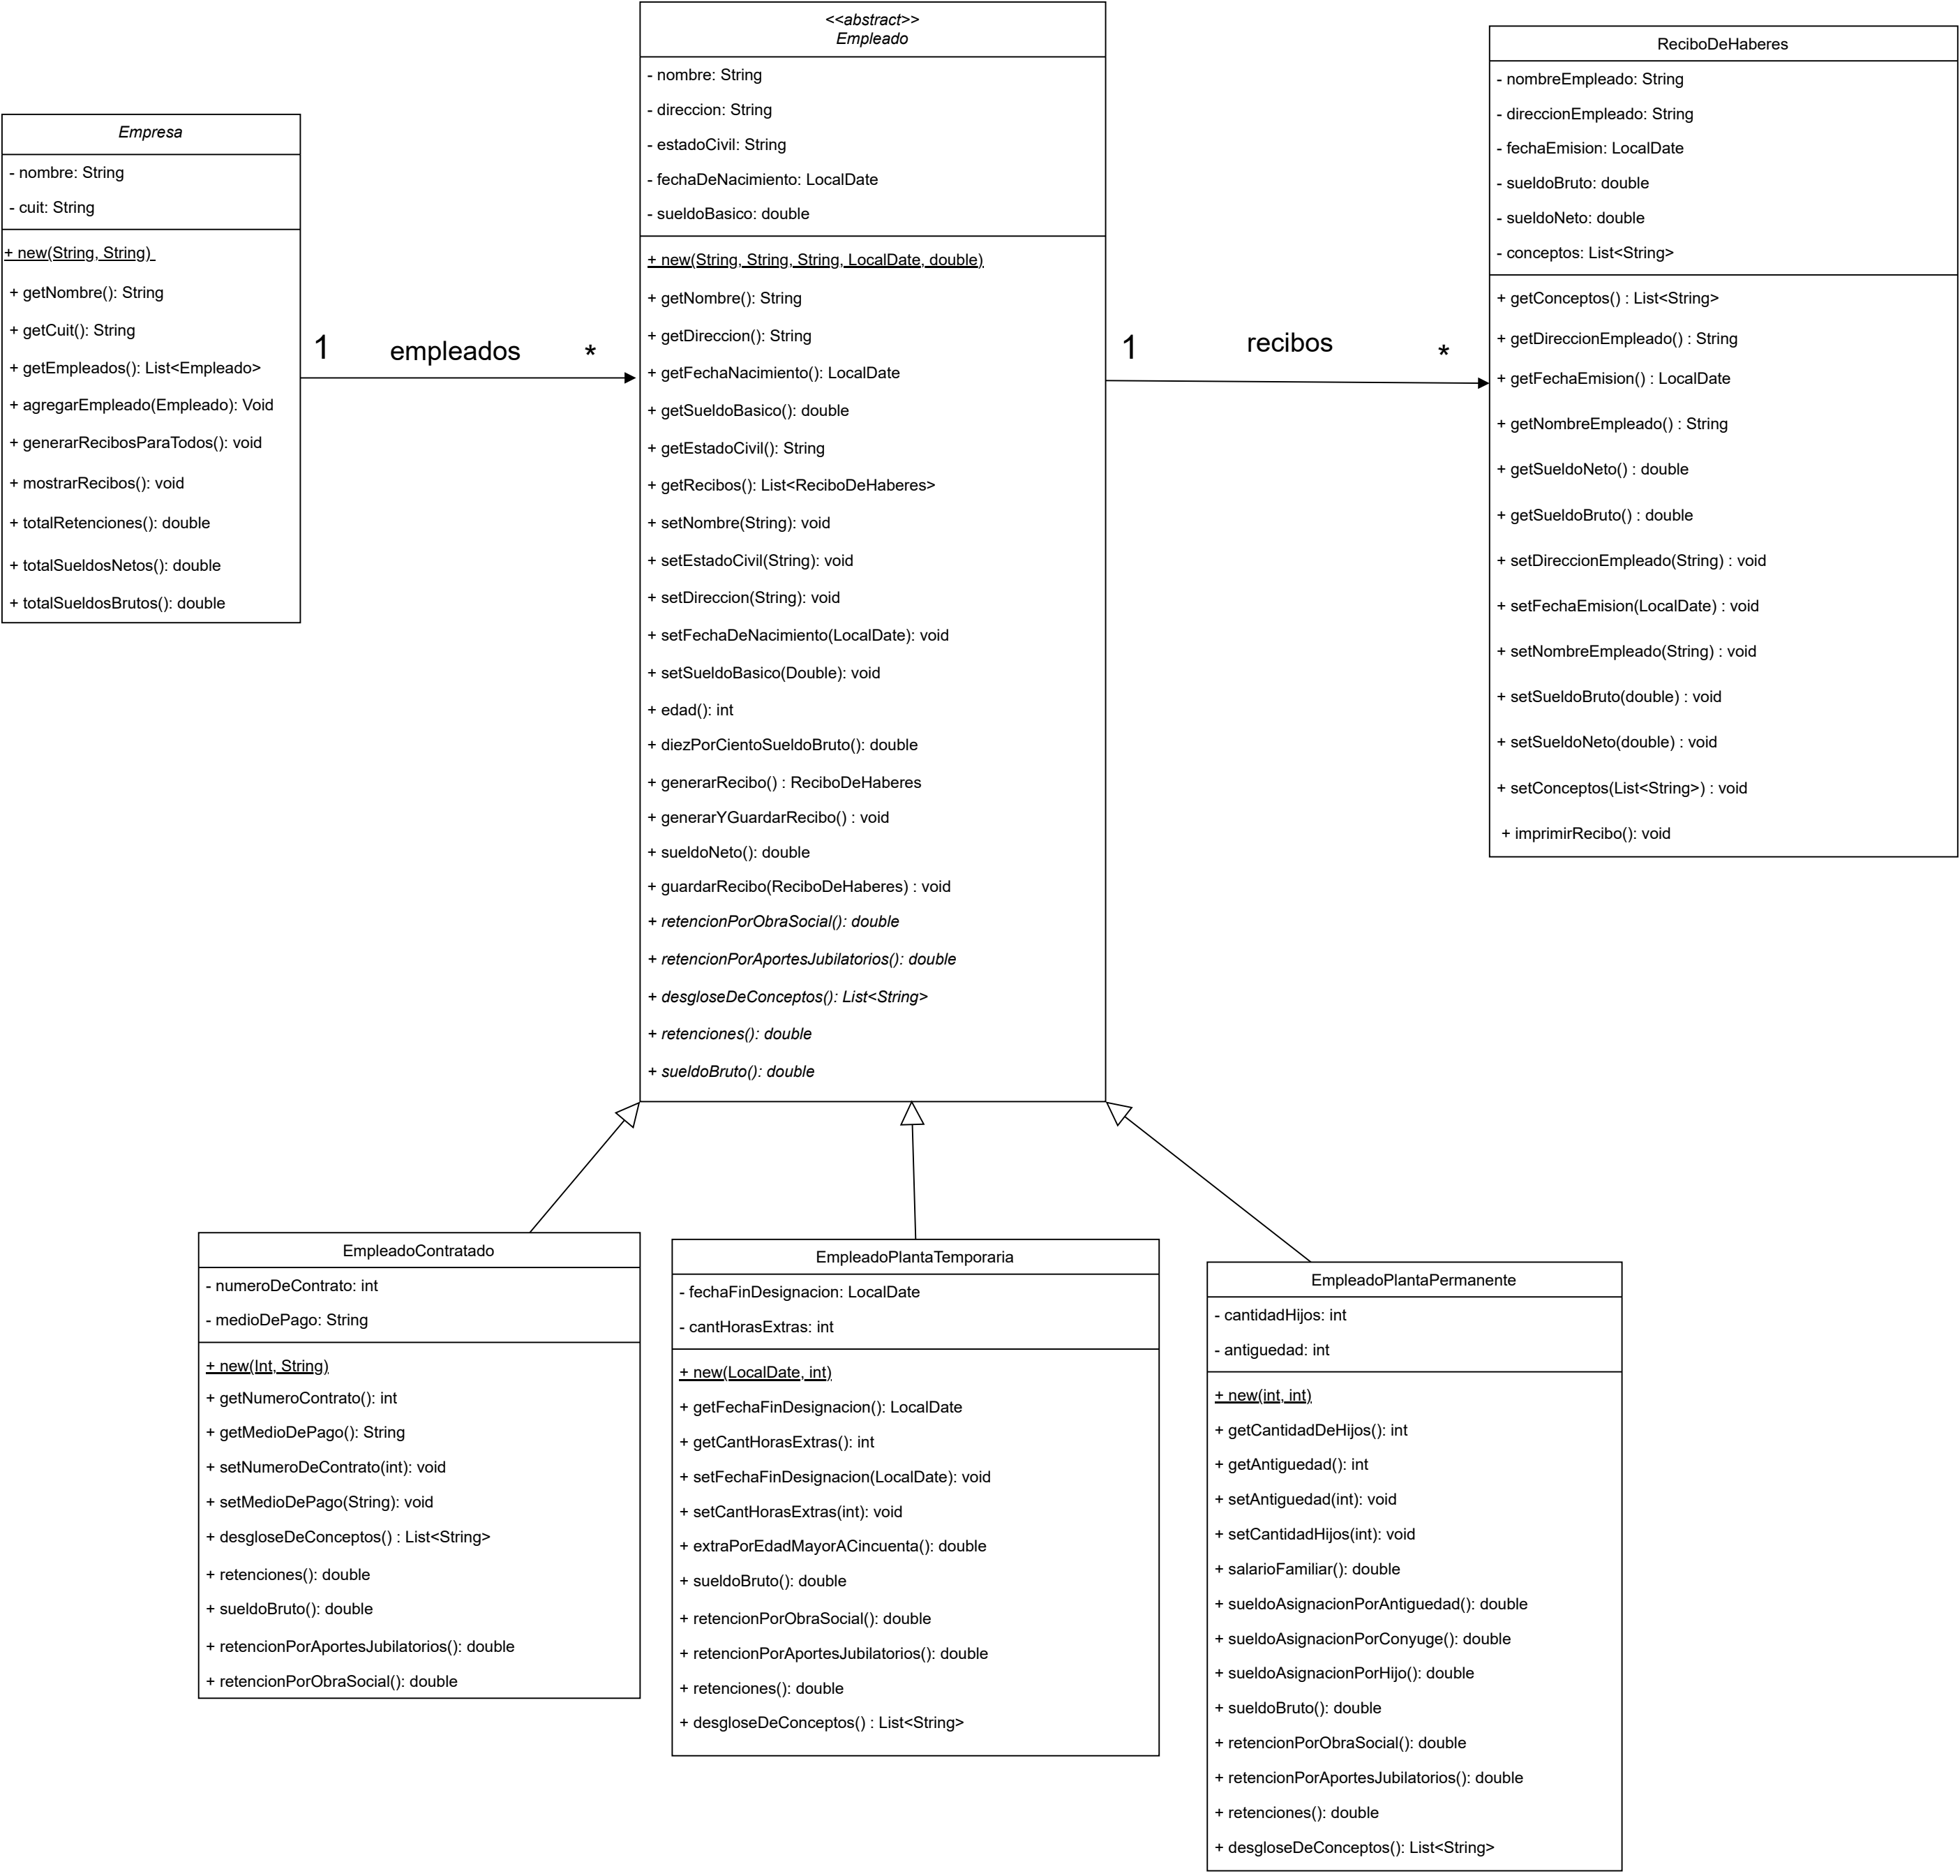 Empresa
- nombre: String
- cuit: String
+ new(String, String)
+ getNombre(): String
+ getCuit(): String
+ getEmpleados(): List<Empleado>
+ agregarEmpleado(Empleado): Void
+ generarRecibosParaTodos(): void
+ mostrarRecibos(): void
+ totalRetenciones(): double
+ totalSueldosNetos(): double
+ totalSueldosBrutos(): double
1
empleados
*
<<abstract>>
Empleado
- nombre: String
- direccion: String
- estadoCivil: String
- fechaDeNacimiento: LocalDate
- sueldoBasico: double
+ new(String, String, String, LocalDate, double)
+ getNombre(): String
+ getDireccion(): String
+ getFechaNacimiento(): LocalDate
+ getSueldoBasico(): double
+ getEstadoCivil(): String
+ getRecibos(): List<ReciboDeHaberes>
+ setNombre(String): void
+ setEstadoCivil(String): void
+ setDireccion(String): void
+ setFechaDeNacimiento(LocalDate): void
+ setSueldoBasico(Double): void
+ edad(): int
+ diezPorCientoSueldoBruto(): double
+ generarRecibo() : ReciboDeHaberes
+ generarYGuardarRecibo() : void
+ sueldoNeto(): double
+ guardarRecibo(ReciboDeHaberes) : void
+ retencionPorObraSocial(): double
+ retencionPorAportesJubilatorios(): double
+ desgloseDeConceptos(): List<String>
+ retenciones(): double
+ sueldoBruto(): double
1
recibos
*
ReciboDeHaberes
- nombreEmpleado: String
- direccionEmpleado: String
- fechaEmision: LocalDate
- sueldoBruto: double
- sueldoNeto: double
- conceptos: List<String>
+ getConceptos() : List<String>
+ getDireccionEmpleado() : String
+ getFechaEmision() : LocalDate
+ getNombreEmpleado() : String
+ getSueldoNeto() : double
+ getSueldoBruto() : double
+ setDireccionEmpleado(String) : void
+ setFechaEmision(LocalDate) : void
+ setNombreEmpleado(String) : void
+ setSueldoBruto(double) : void
+ setSueldoNeto(double) : void
+ setConceptos(List<String>) : void
+ imprimirRecibo(): void
EmpleadoContratado
- numeroDeContrato: int
- medioDePago: String
+ new(Int, String)
+ getNumeroContrato(): int
+ getMedioDePago(): String
+ setNumeroDeContrato(int): void
+ setMedioDePago(String): void
+ desgloseDeConceptos() : List<String>
+ retenciones(): double
+ sueldoBruto(): double
+ retencionPorAportesJubilatorios(): double
+ retencionPorObraSocial(): double
EmpleadoPlantaTemporaria
- fechaFinDesignacion: LocalDate
- cantHorasExtras: int
+ new(LocalDate, int)
+ getFechaFinDesignacion(): LocalDate
+ getCantHorasExtras(): int
+ setFechaFinDesignacion(LocalDate): void
+ setCantHorasExtras(int): void
+ extraPorEdadMayorACincuenta(): double
+ sueldoBruto(): double
+ retencionPorObraSocial(): double
+ retencionPorAportesJubilatorios(): double
+ retenciones(): double
+ desgloseDeConceptos() : List<String>
EmpleadoPlantaPermanente
- cantidadHijos: int
- antiguedad: int
+ new(int, int)
+ getCantidadDeHijos(): int
+ getAntiguedad(): int
+ setAntiguedad(int): void
+ setCantidadHijos(int): void
+ salarioFamiliar(): double
+ sueldoAsignacionPorAntiguedad(): double
+ sueldoAsignacionPorConyuge(): double
+ sueldoAsignacionPorHijo(): double
+ sueldoBruto(): double
+ retencionPorObraSocial(): double
+ retencionPorAportesJubilatorios(): double
+ retenciones(): double
+ desgloseDeConceptos(): List<String>